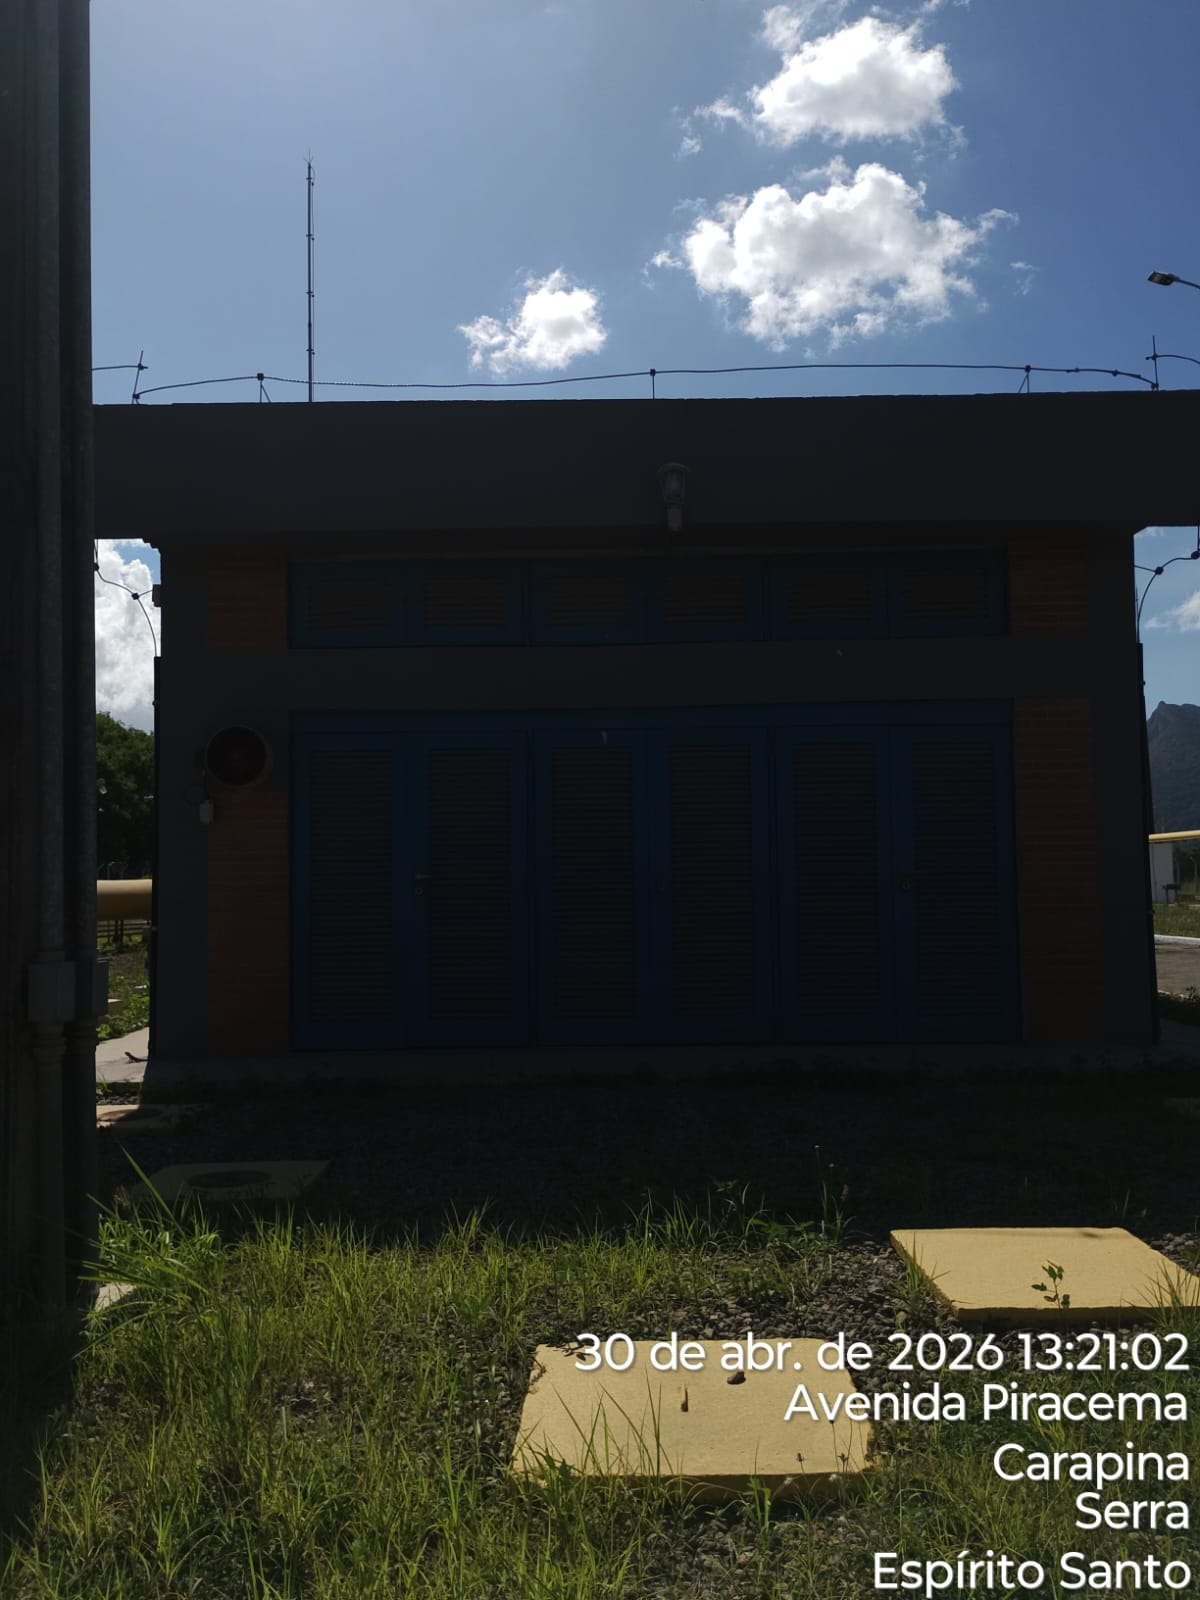 30 de abr. de 2026 13:21:02
Avenida Piracema
Carapina
Serra
Espírito Santo